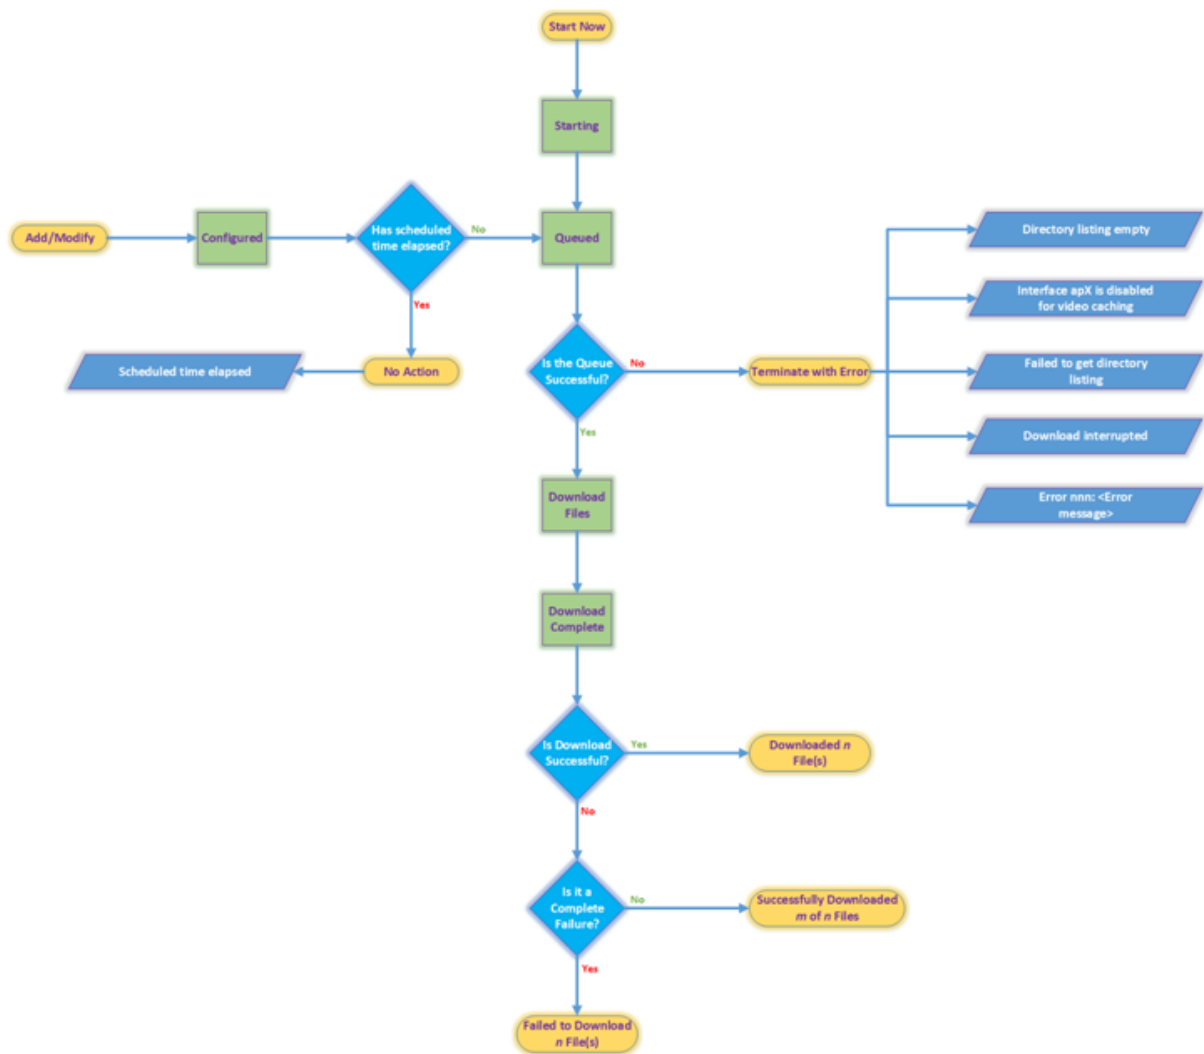 Start Now
Starting
Add/Modify
Configured
Has scheduled
time elapsed?
No
Queued
Yes
Scheduled time elapsed
No Action
Is the Queue
Successful?
No
Terminate with Error
Directory listing empty
Interface apX is disabled
for video caching
Failed to get directory
listing
Download interrupted
Error nnn: <Error
message>
Yes
Download
Files
Download
Complete
Is Download
Successful?
Yes
Downloaded n
File(s)
No
Is it a
Complete
Failure?
No
Successfully Downloaded
m of n Files
Yes
Failed to Download
n File(s)